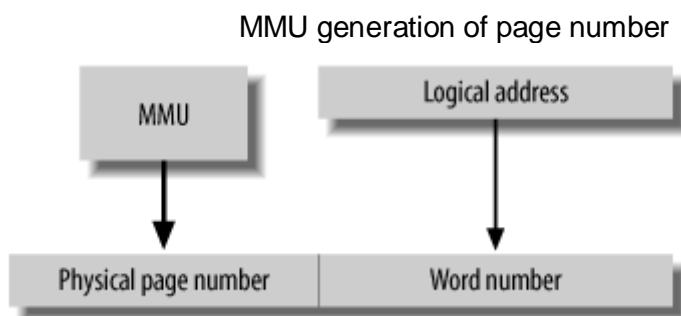 MMU generation of page number
MMU
Logical address
Physical page number
Word number